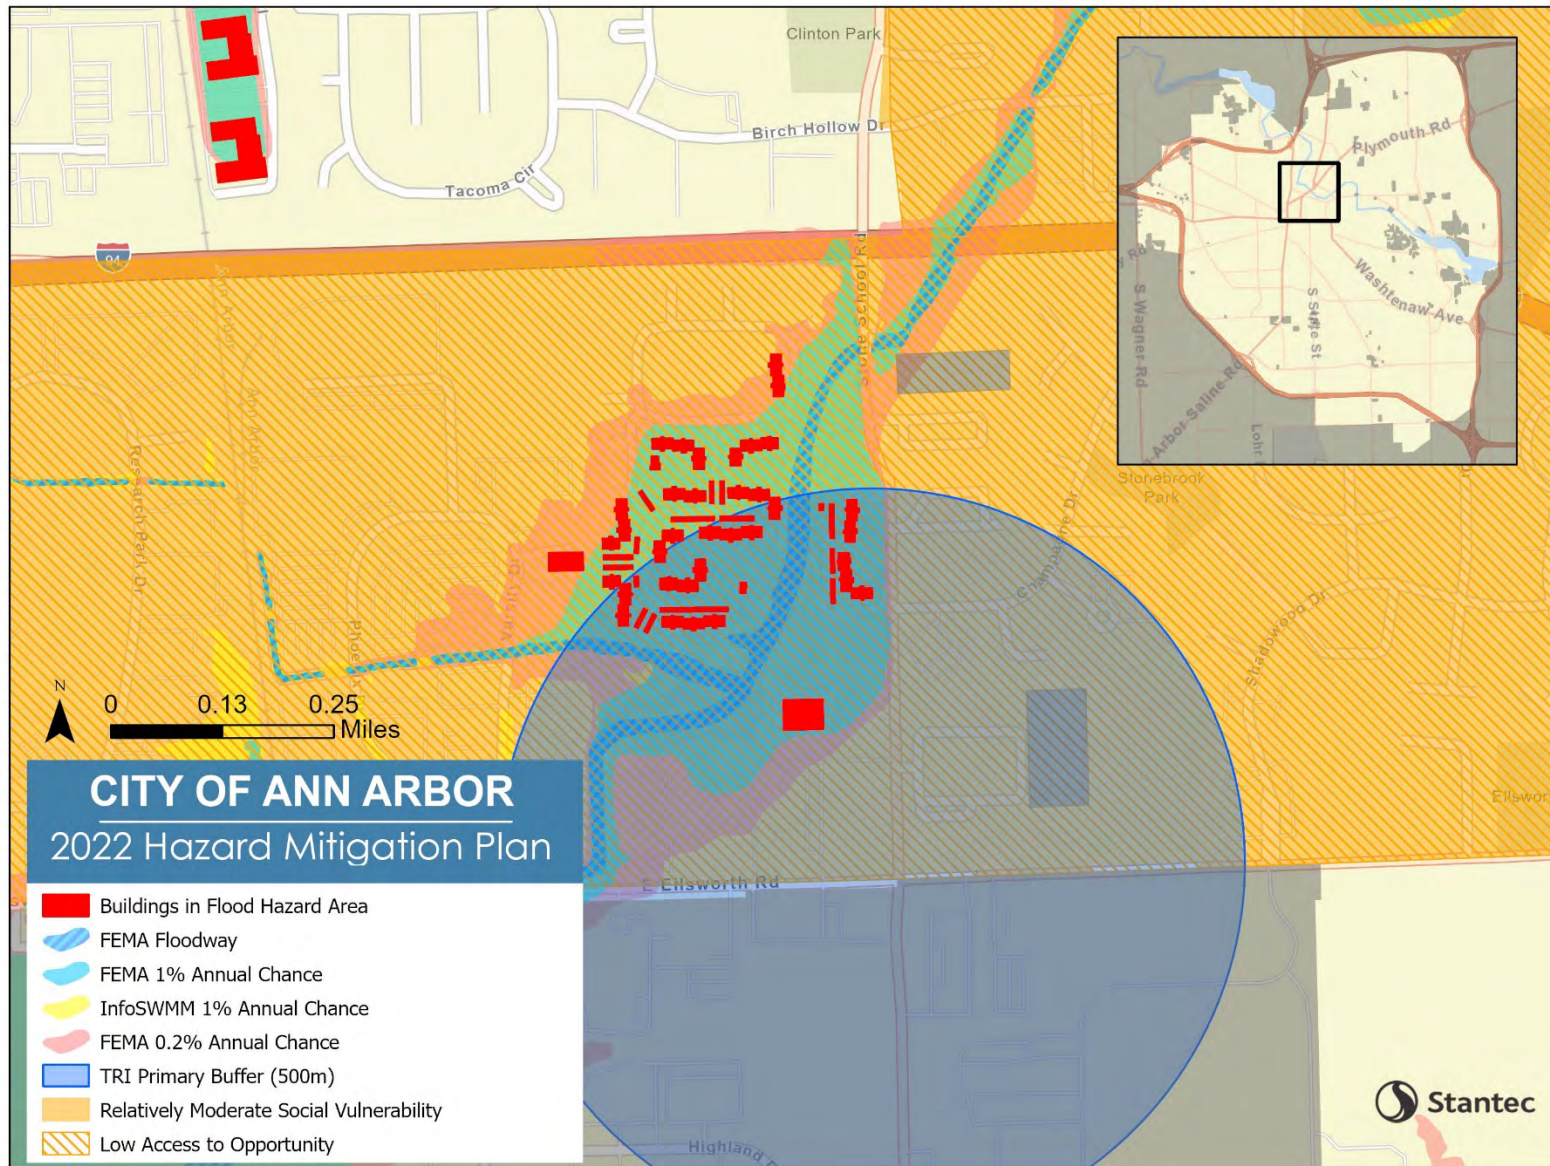 Clinton Park
Birch Hollow Dr
Tacoma Cir
94
Stone School Rd
Ann Arbor
Ann Arbor
Research Park Dr
Champagne Dr
Stonebrook
Park
Shadowood Dr
E Ellsworth Rd
Plymouth Rd
Washtenaw Ave
S State St
S Wagner Rd
Lohr
N
0 0.13 0.25
Miles
CITY OF ANN ARBOR
2022 Hazard Mitigation Plan
Buildings in Flood Hazard Area
FEMA Floodway
FEMA 1% Annual Chance
InfoSWMM 1% Annual Chance
FEMA 0.2% Annual Chance
TRI Primary Buffer (500m)
Relatively Moderate Social Vulnerability
Low Access to Opportunity
Highland
Stantec